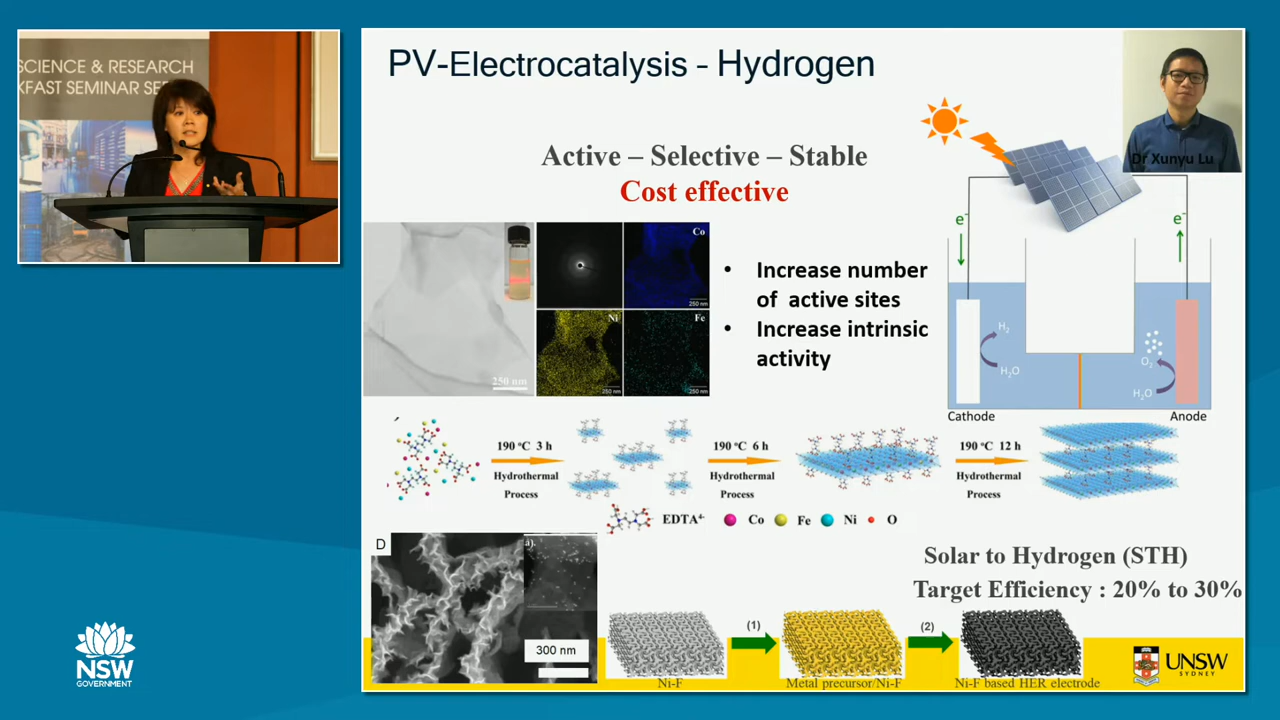 SCIENCE & RESEARCH
KFAST SEMINAR SE
PV-Electrocatalysis - Hydrogen
Dr Xunyu Lu
Active – Selective – Stable
Cost effective
Co
250 nm
Ni
250 nm
Fe
250 nm
250 nm
• Increase number
of active sites
• Increase intrinsic
activity
e-
e-
H2
H2O
O2
H2O
Cathode
Anode
190 °C 3 h
Hydrothermal
Process
190 °C 6 h
Hydrothermal
Process
190 °C 12 h
Hydrothermal
Process
EDTA4-
Co
Fe
Ni
O
D
a).
300 nm
Solar to Hydrogen (STH)
Target Efficiency : 20% to 30%
(1)
(2)
Ni-F
Metal precursor/Ni-F
Ni-F based HER electrode
NSW
GOVERNMENT
UNSW
SYDNEY